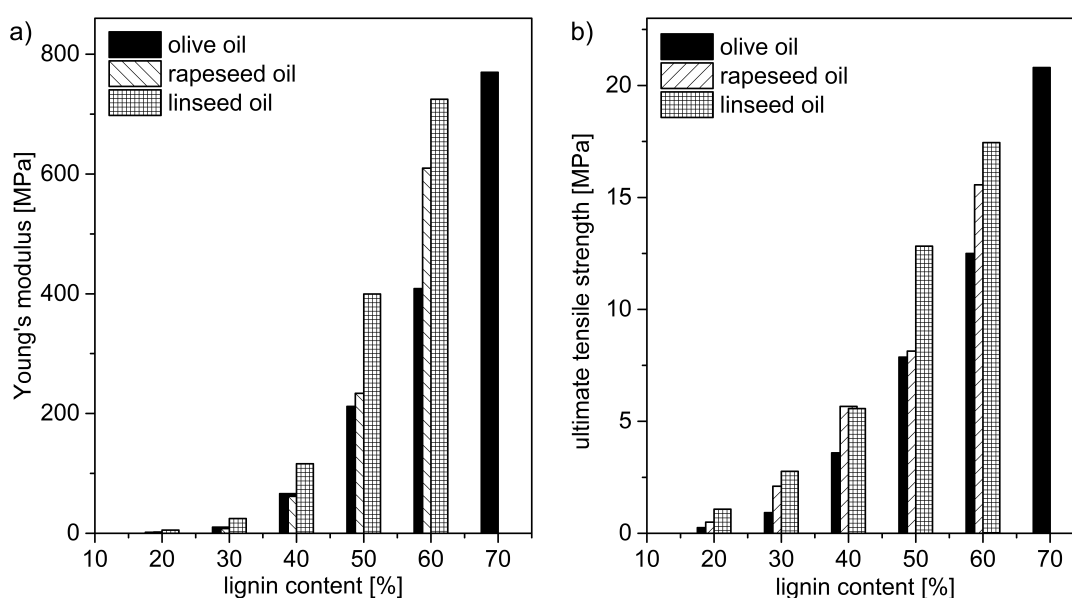 a)
olive oil
rapeseed oil
linseed oil
Young's modulus [MPa]
800
600
400
200
0
10 20 30 40 50 60 70
lignin content [%]
b)
olive oil
rapeseed oil
linseed oil
ultimate tensile strength [MPa]
20
15
10
5
0
10 20 30 40 50 60 70
lignin content [%]